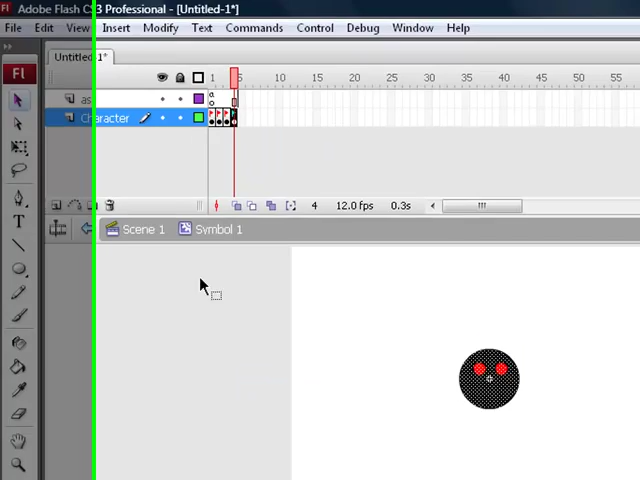 Adobe Flash CS3 Professional - [Untitled-1*]
File Edit View Insert Modify Text Commands Control Debug Window Help
Untitled-1*
Fl
1 5 10 15 20 25 30 35 40 45 50 55
as
Character
4 12.0 fps 0.3s
Scene 1 Symbol 1
T